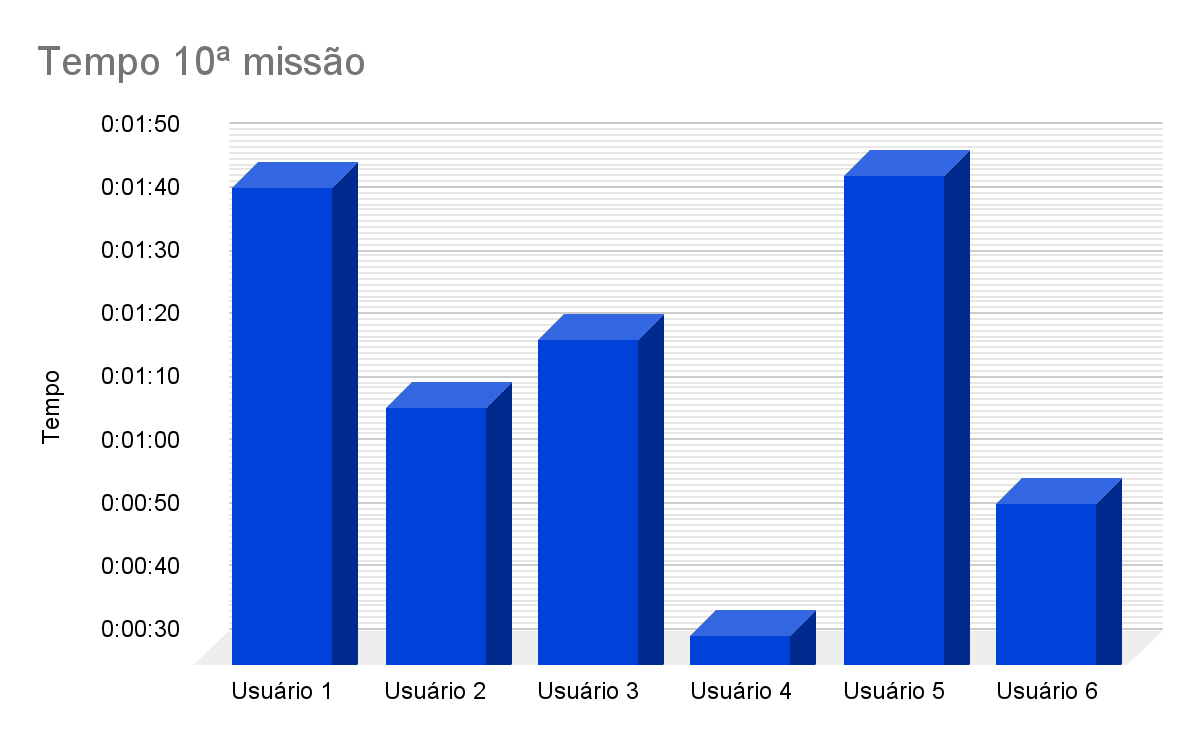 Tempo 10ª missão
0:01:50
0:01:40
0:01:30
0:01:20
0:01:10
0:01:00
0:00:50
0:00:40
0:00:30
Tempo
Usuário 1
Usuário 2
Usuário 3
Usuário 4
Usuário 5
Usuário 6